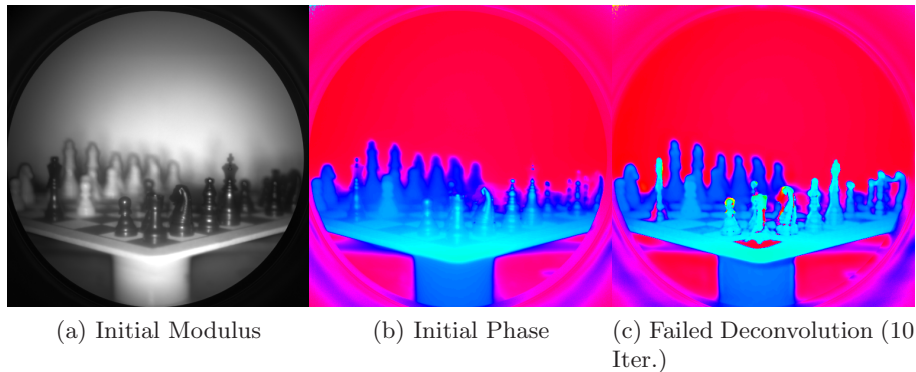 (a) Initial Modulus
(b) Initial Phase
(c) Failed Deconvolution (10
Iter.)